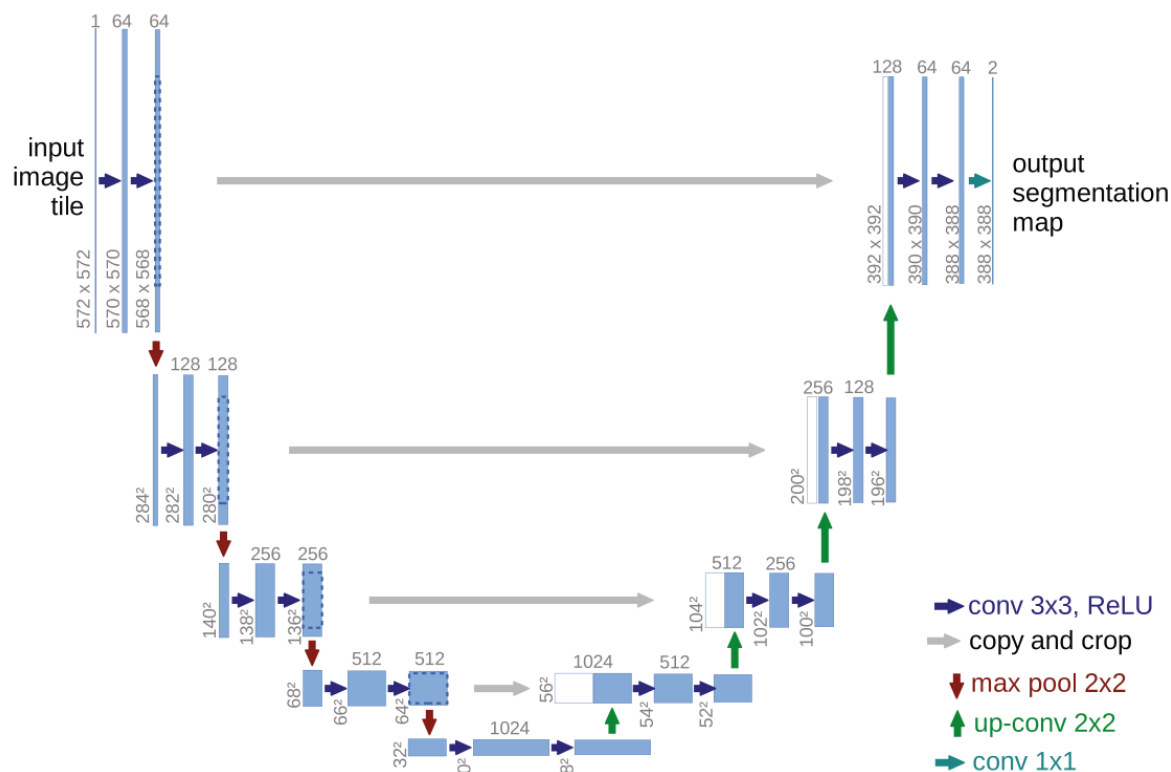 1 64 64
128 64 64 2
input
image
tile
output
segmentation
map
572 x 572
570 x 570
568 x 568
392 x 392
390 x 390
388 x 388
388 x 388
128 128
256 128
284²
282²
280²
200²
198²
196²
256 256
512 256
140²
138²
136²
104²
102²
100²
512 512
1024 512
68²
66²
64²
56²
54²
52²
1024
32²
0²
8²
conv 3x3, ReLU
copy and crop
max pool 2x2
up-conv 2x2
conv 1x1